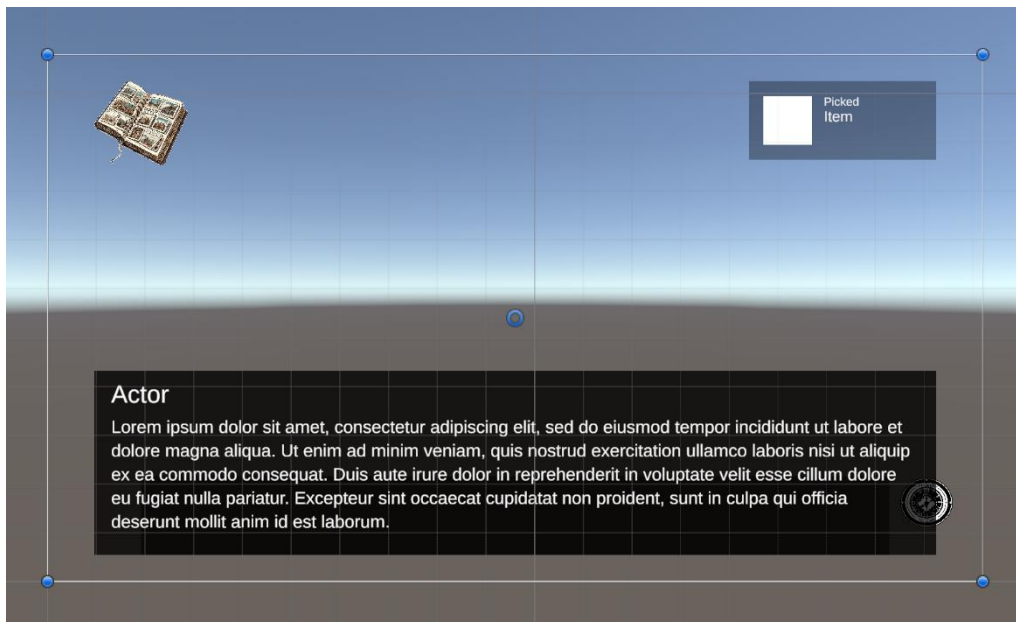 Picked
Item
Actor
Lorem ipsum dolor sit amet, consectetur adipiscing elit, sed do eiusmod tempor incididunt ut labore et
dolore magna aliqua. Ut enim ad minim veniam, quis nostrud exercitation ullamco laboris nisi ut aliquip
ex ea commodo consequat. Duis aute irure dolor in reprehenderit in voluptate velit esse cillum dolore
eu fugiat nulla pariatur. Excepteur sint occaecat cupidatat non proident, sunt in culpa qui officia
deserunt mollit anim id est laborum.